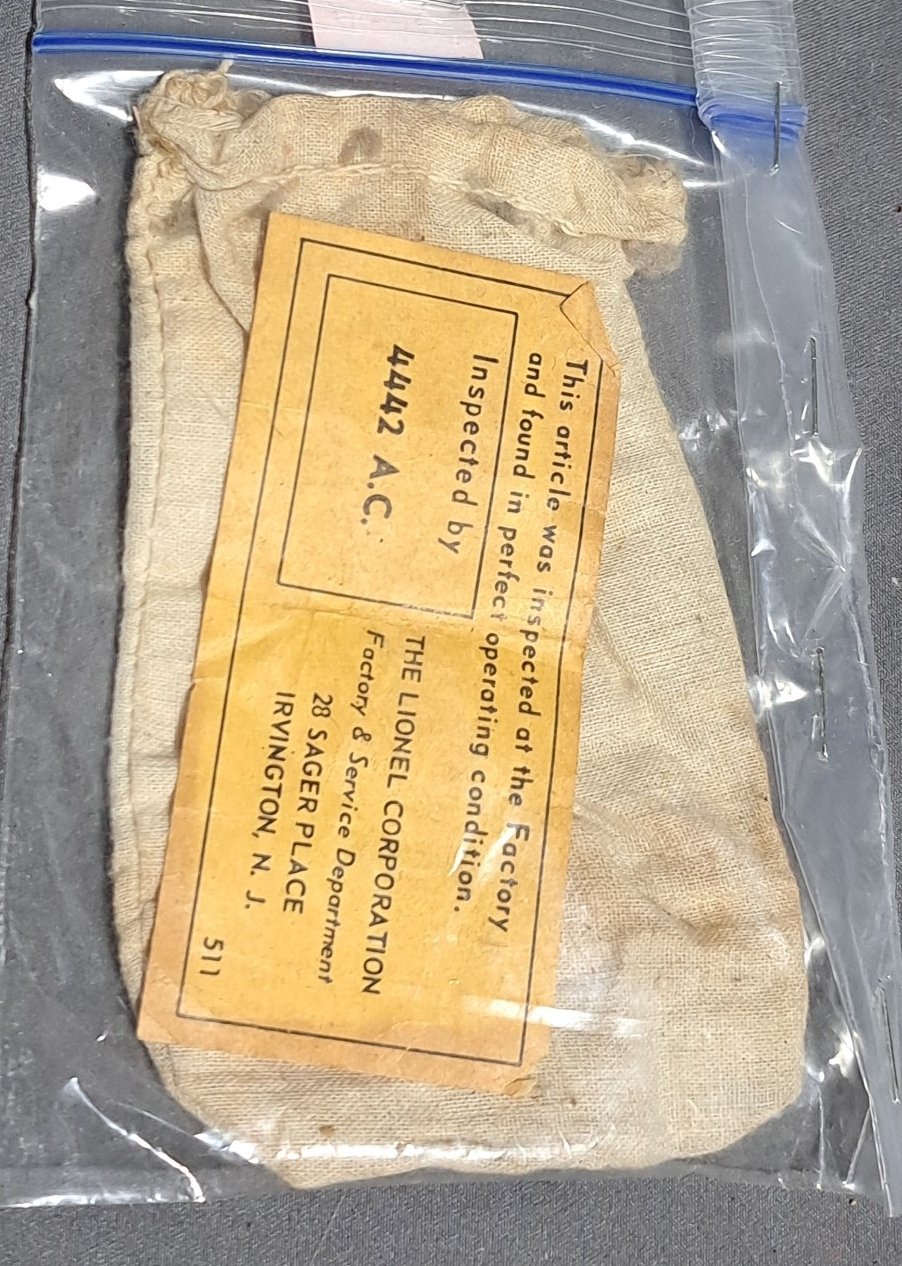 This article was inspected at the Factory
and found in perfect operating condition.
Inspected by
4442 A.C.
THE LIONEL CORPORATION
Factory & Service Department
28 SAGER PLACE
IRVINGTON, N. J.
511